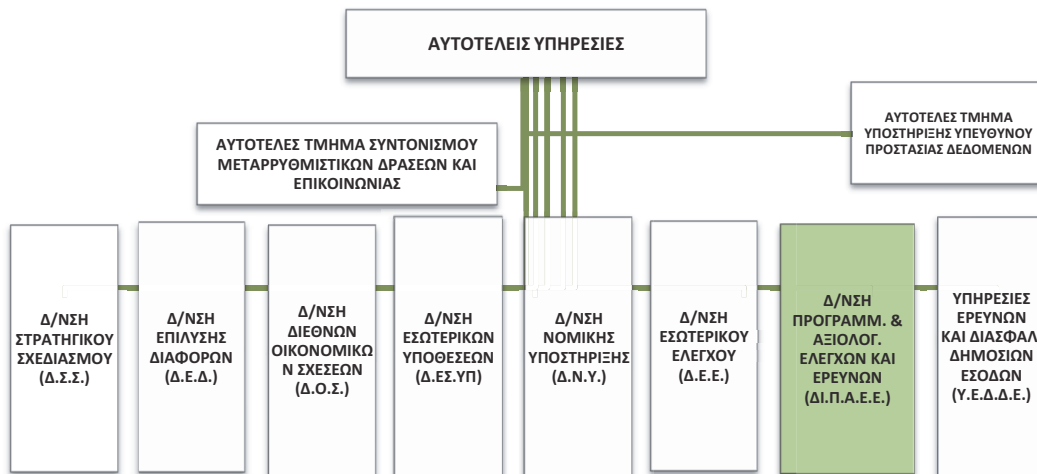 ΑΥΤΟΤΕΛΕΙΣ ΥΠΗΡΕΣΙΕΣ
ΑΥΤΟΤΕΛΕΣ ΤΜΗΜΑ ΣΥΝΤΟΝΙΣΜΟΥ
ΜΕΤΑΡΡΥΘΜΙΣΤΙΚΩΝ ΔΡΑΣΕΩΝ ΚΑΙ
ΕΠΙΚΟΙΝΩΝΙΑΣ
ΑΥΤΟΤΕΛΕΣ ΤΜΗΜΑ
ΥΠΟΣΤΗΡΙΞΗΣ ΥΠΕΥΘΥΝΟΥ
ΠΡΟΣΤΑΣΙΑΣ ΔΕΔΟΜΕΝΩΝ
Δ/ΝΣΗ
ΣΤΡΑΤΗΓΙΚΟΥ
ΣΧΕΔΙΑΣΜΟΥ
(Δ.Σ.Σ.)
Δ/ΝΣΗ
ΕΠΙΛΥΣΗΣ
ΔΙΑΦΟΡΩΝ
(Δ.Ε.Δ.)
Δ/ΝΣΗ
ΔΙΕΘΝΩΝ
ΟΙΚΟΝΟΜΙΚΩ
Ν ΣΧΕΣΕΩΝ
(Δ.Ο.Σ.)
Δ/ΝΣΗ
ΕΣΩΤΕΡΙΚΩΝ
ΥΠΟΘΕΣΕΩΝ
(Δ.ΕΣ.ΥΠ)
Δ/ΝΣΗ
ΝΟΜΙΚΗΣ
ΥΠΟΣΤΗΡΙΞΗΣ
(Δ.Ν.Υ.)
Δ/ΝΣΗ
ΕΣΩΤΕΡΙΚΟΥ
ΕΛΕΓΧΟΥ
(Δ.Ε.Ε.)
Δ/ΝΣΗ
ΠΡΟΓΡΑΜΜ. &
ΑΞΙΟΛΟΓ.
ΕΛΕΓΧΩΝ ΚΑΙ
ΕΡΕΥΝΩΝ
(ΔΙ.Π.Α.Ε.Ε.)
ΥΠΗΡΕΣΙΕΣ
ΕΡΕΥΝΩΝ
ΚΑΙ ΔΙΑΣΦΑΛ
ΔΗΜΟΣΙΩΝ
ΕΣΟΔΩΝ
(Υ.Ε.Δ.Δ.Ε.)